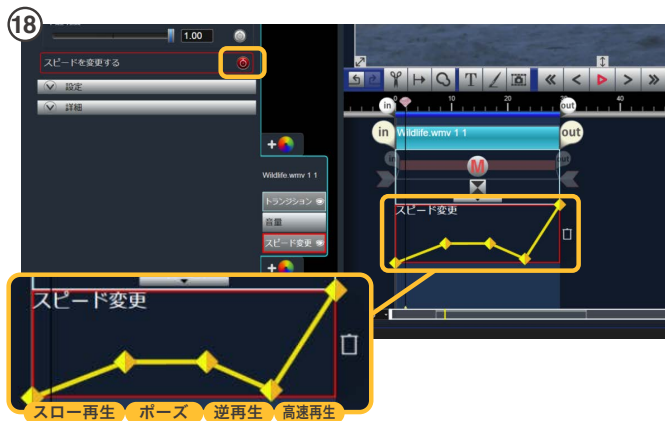 18
1.00
スピードを変更する
設定
詳細
Wildlife.wmv 1 1
トランジション
音量
スピード変更
T
0
10
20
40
in
out
in
Wildlife.wmv 1 1
out
in
M
out
スピード変更
スピード変更
スロー再生
ポーズ
逆再生
高速再生